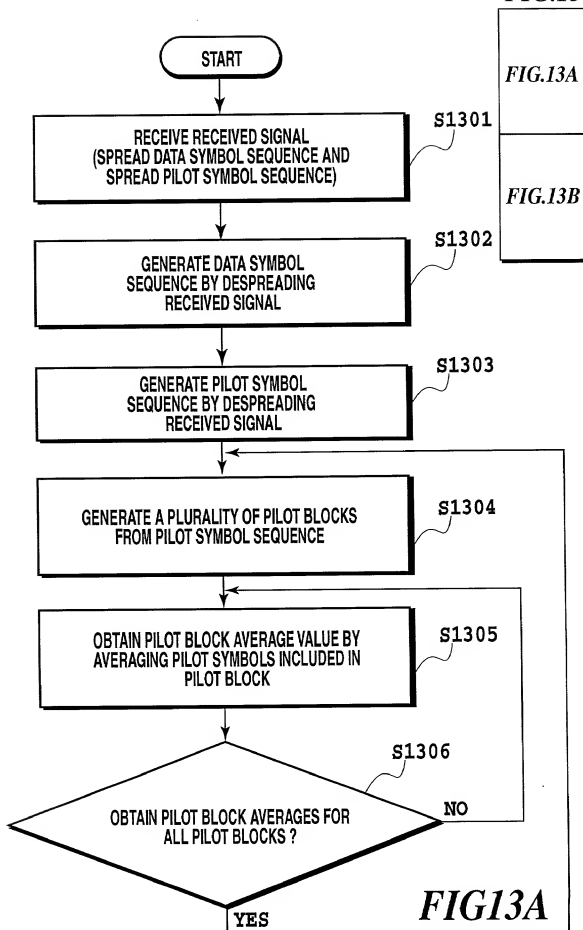 START
FIG.13A
FIG.13B
S1301
RECEIVE RECEIVED SIGNAL
(SPREAD DATA SYMBOL SEQUENCE AND
SPREAD PILOT SYMBOL SEQUENCE)
S1302
GENERATE DATA SYMBOL
SEQUENCE BY DESPREADING
RECEIVED SIGNAL
S1303
GENERATE PILOT SYMBOL
SEQUENCE BY DESPREADING
RECEIVED SIGNAL
S1304
GENERATE A PLURALITY OF PILOT BLOCKS
FROM PILOT SYMBOL SEQUENCE
S1305
OBTAIN PILOT BLOCK AVERAGE VALUE BY
AVERAGING PILOT SYMBOLS INCLUDED IN
PILOT BLOCK
S1306
OBTAIN PILOT BLOCK AVERAGES FOR
ALL PILOT BLOCKS ?
NO
YES
FIG13A